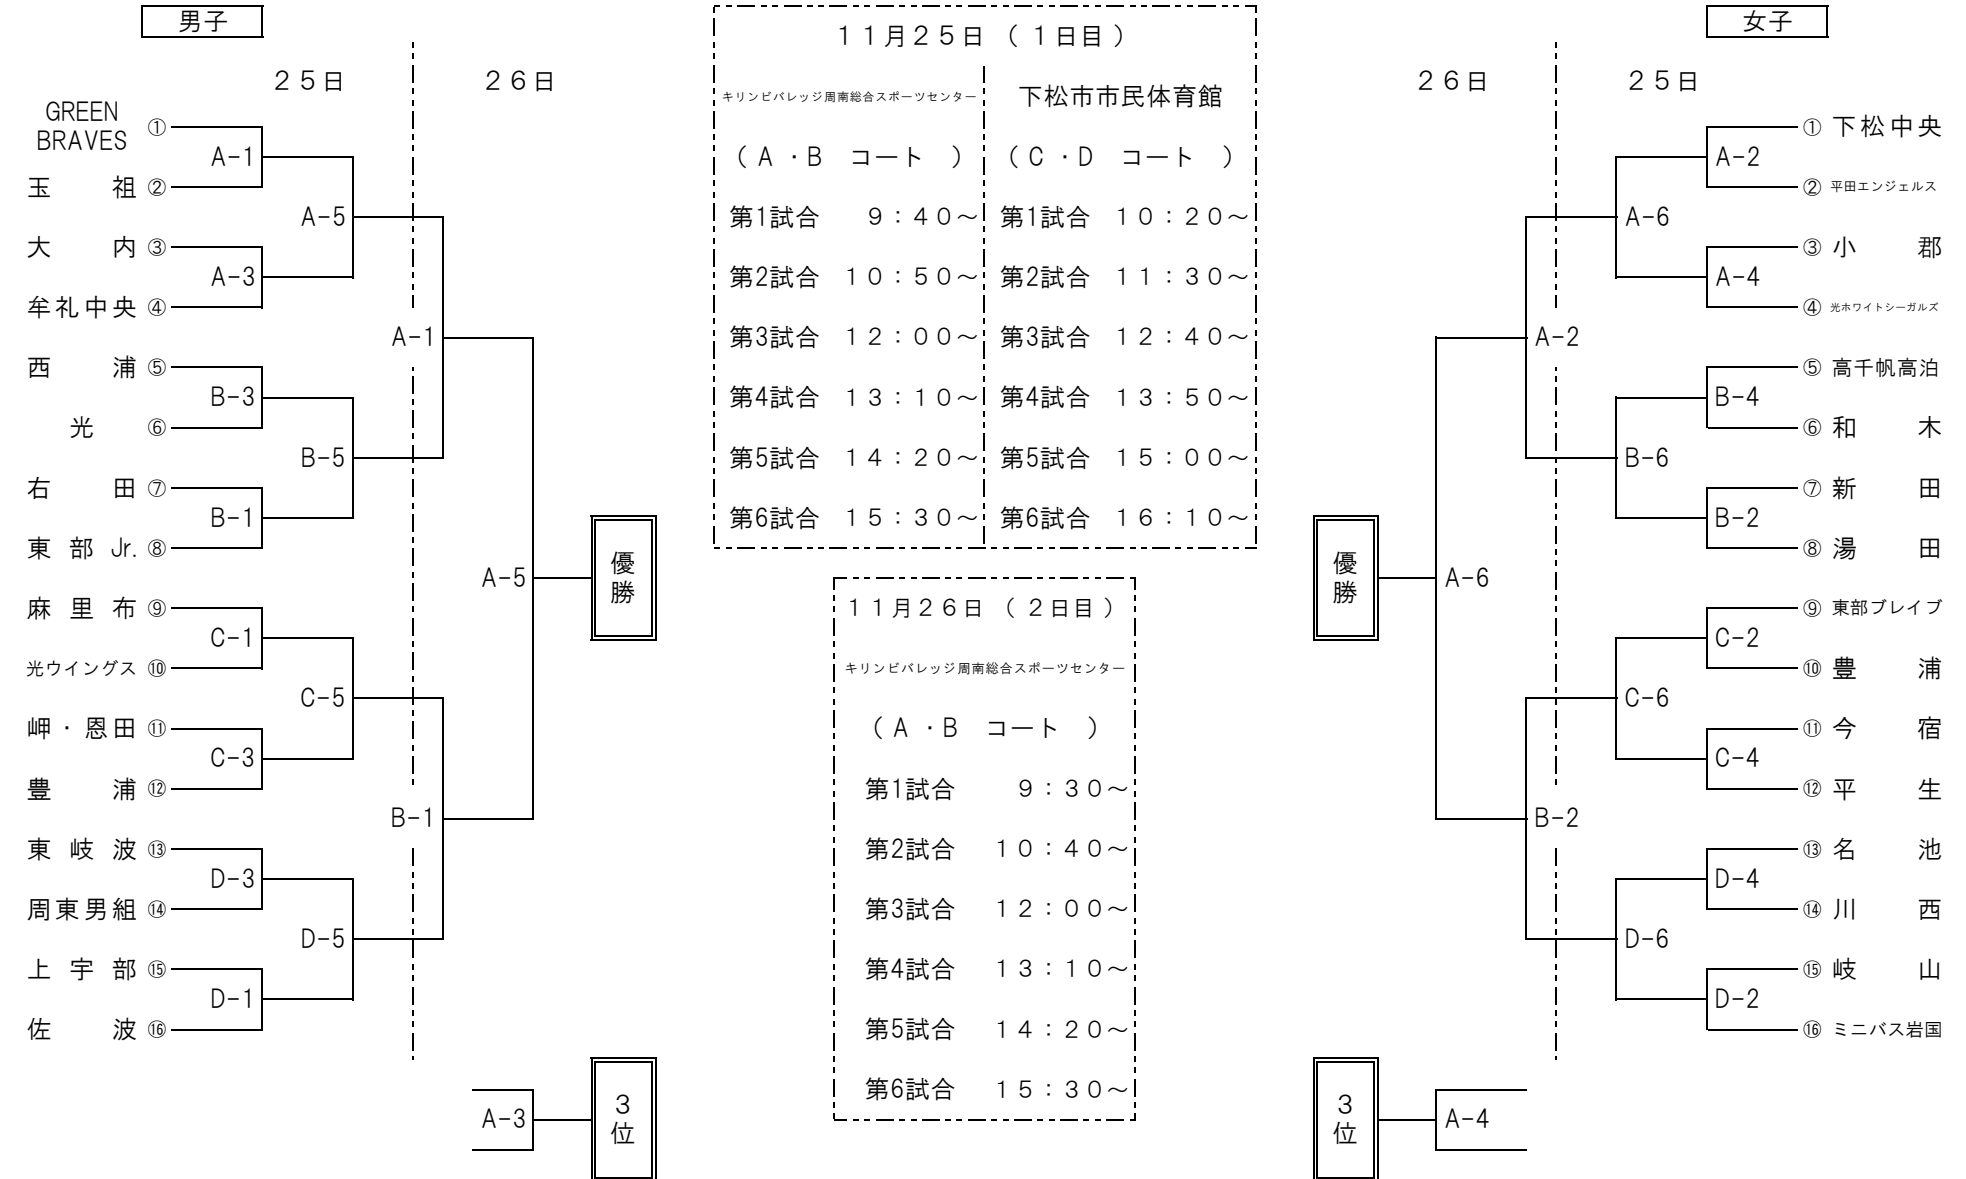 男子
２５日
２６日
GREEN
BRAVES ①
玉祖 ②
大内 ③
牟礼中央 ④
西浦 ⑤
光 ⑥
右田 ⑦
東部Jr. ⑧
麻里布 ⑨
光ウイングス ⑩
岬・恩田 ⑪
豊浦 ⑫
東岐波 ⑬
周東男組 ⑭
上宇部 ⑮
佐波 ⑯
A-1
A-3
B-3
B-1
C-1
C-3
D-3
D-1
A-5
B-5
C-5
D-5
A-1
B-1
A-5
優勝
A-3
３位
１１月２５日（１日目）
キリンビバレッジ周南総合スポーツセンター
（Ａ・Ｂ　コート　）
第1試合　９：４０～
第2試合　１０：５０～
第3試合　１２：００～
第4試合　１３：１０～
第5試合　１４：２０～
第6試合　１５：３０～
下松市市民体育館
（Ｃ・Ｄ　コート　）
第1試合　１０：２０～
第2試合　１１：３０～
第3試合　１２：４０～
第4試合　１３：５０～
第5試合　１５：００～
第6試合　１６：１０～
１１月２６日（２日目）
キリンビバレッジ周南総合スポーツセンター
（Ａ・Ｂ　コート　）
第1試合　９：３０～
第2試合　１０：４０～
第3試合　１２：００～
第4試合　１３：１０～
第5試合　１４：２０～
第6試合　１５：３０～
女子
２６日
２５日
① 下松中央
② 平田エンジェルス
③ 小郡
④ 光ホワイトシーガルズ
⑤ 高千帆高泊
⑥ 和木
⑦ 新田
⑧ 湯田
⑨ 東部ブレイブ
⑩ 豊浦
⑪ 今宿
⑫ 平生
⑬ 名池
⑭ 川西
⑮ 岐山
⑯ ミニバス岩国
A-2
A-4
B-4
B-2
C-2
C-4
D-4
D-2
A-6
B-6
C-6
D-6
A-2
B-2
A-6
優勝
A-4
３位